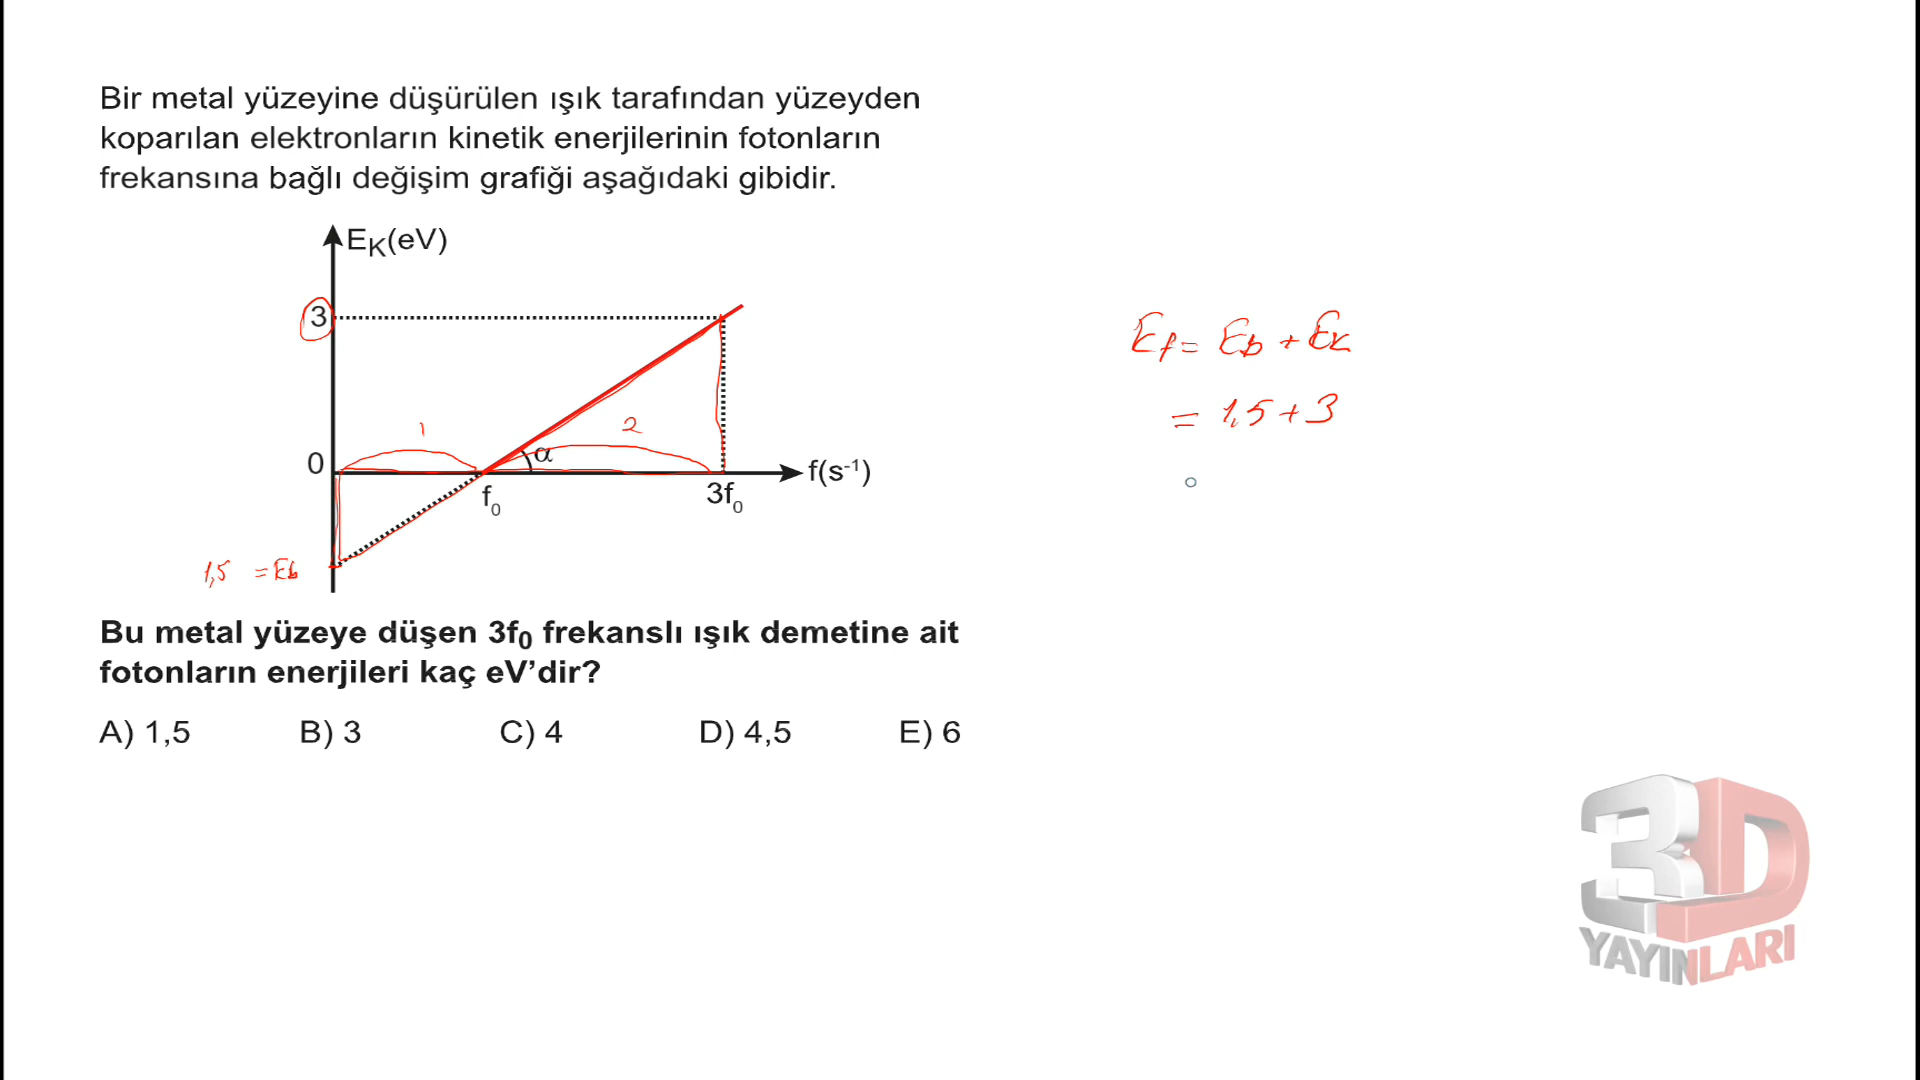 Bir metal yüzeyine düşürülen ışık tarafından yüzeyden
koparılan elektronların kinetik enerjilerinin fotonların
frekansına bağlı değişim grafiği aşağıdaki gibidir.
E_K(eV)
3
1
2
α
0
f(s⁻¹)
f₀
3f₀
1,5 = Eb
Ef = Eb + Ek
= 1,5 + 3
Bu metal yüzeye düşen 3f₀ frekanslı ışık demetine ait
fotonların enerjileri kaç eV’dir?
A) 1,5 B) 3 C) 4 D) 4,5 E) 6
3D
YAYINLARI